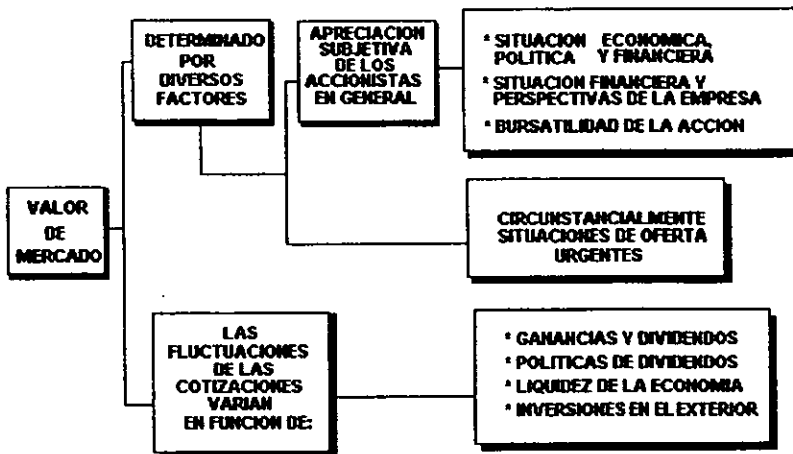 VALOR
DE
MERCADO
DETERMINADO
POR
DIVERSOS
FACTORES
APRECIACION
SUBJETIVA
DE LOS
ACCIONISTAS
EN GENERAL
* SITUACION ECONOMICA,
POLITICA Y FINANCIERA
* SITUACION FINANCIERA Y
PERSPECTIVAS DE LA EMPRESA
* BURSATILIDAD DE LA ACCION
CIRCUNSTANCIALMENTE
SITUACIONES DE OFERTA
URGENTES
LAS
FLUCTUACIONES
DE LAS
COTIZACIONES
VARIAN
EN FUNCION DE:
* GANANCIAS Y DIVIDENDOS
* POLITICAS DE DIVIDENDOS
* LIQUIDEZ DE LA ECONOMIA
* INVERSIONES EN EL EXTERIOR